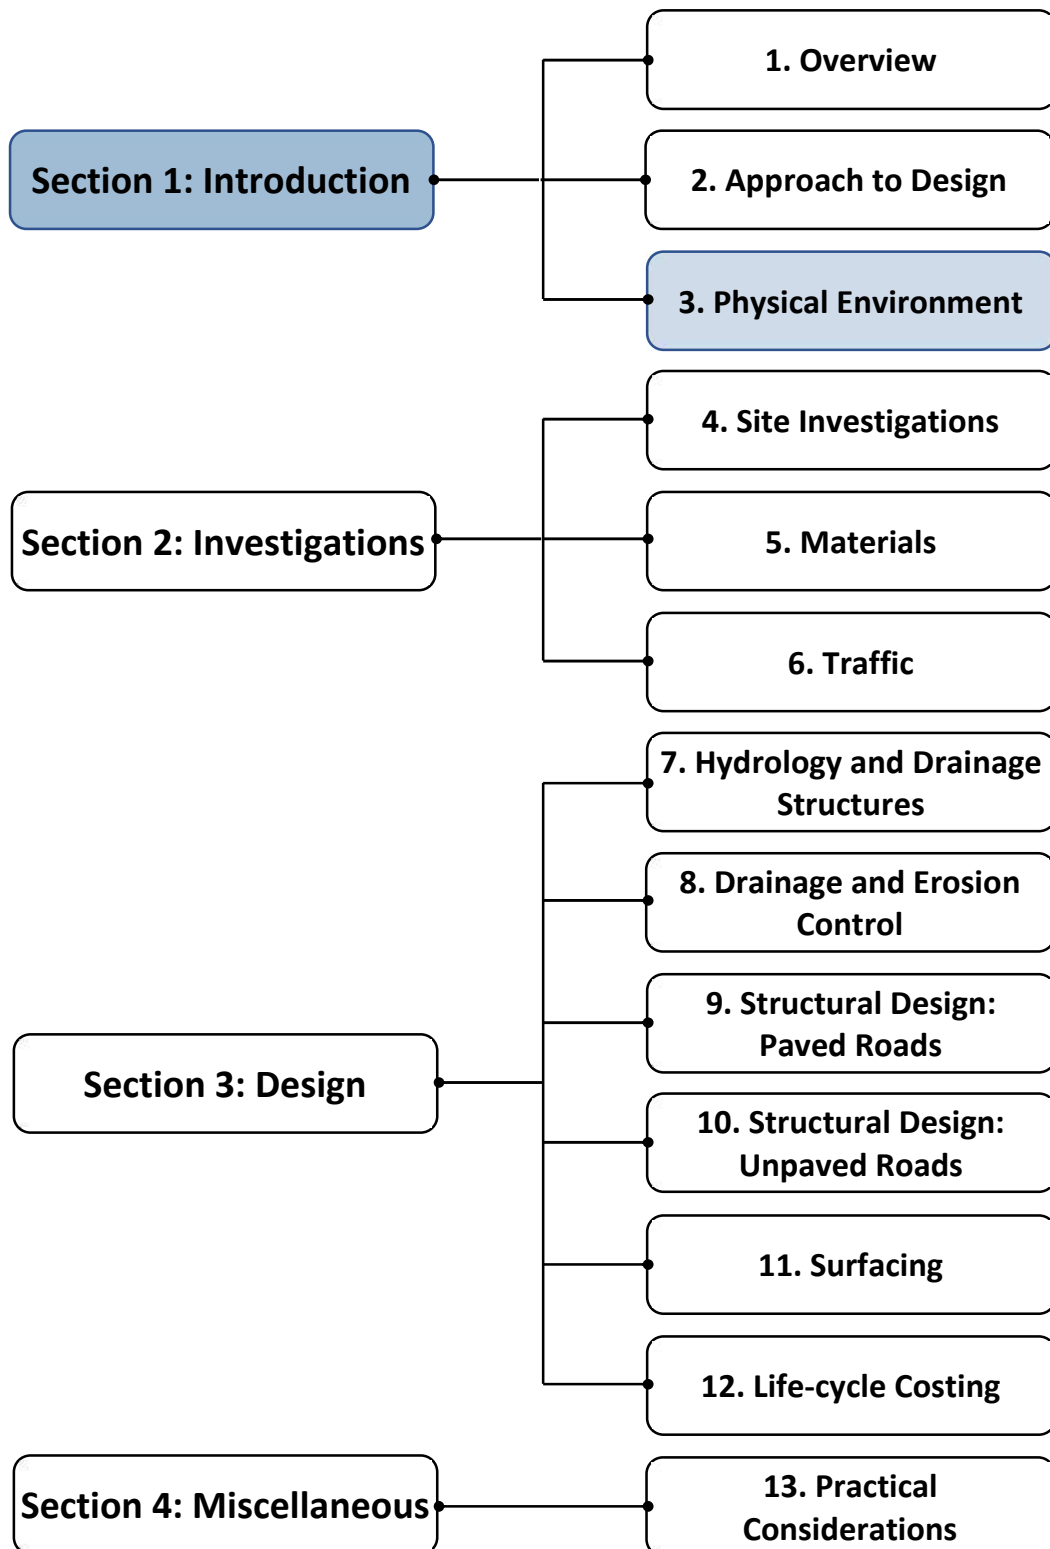 1. Overview
Section 1: Introduction
2. Approach to Design
3. Physical Environment
4. Site Investigations
Section 2: Investigations
5. Materials
6. Traffic
7. Hydrology and Drainage
Structures
8. Drainage and Erosion
Control
9. Structural Design:
Paved Roads
Section 3: Design
10. Structural Design:
Unpaved Roads
11. Surfacing
12. Life-cycle Costing
Section 4: Miscellaneous
13. Practical
Considerations